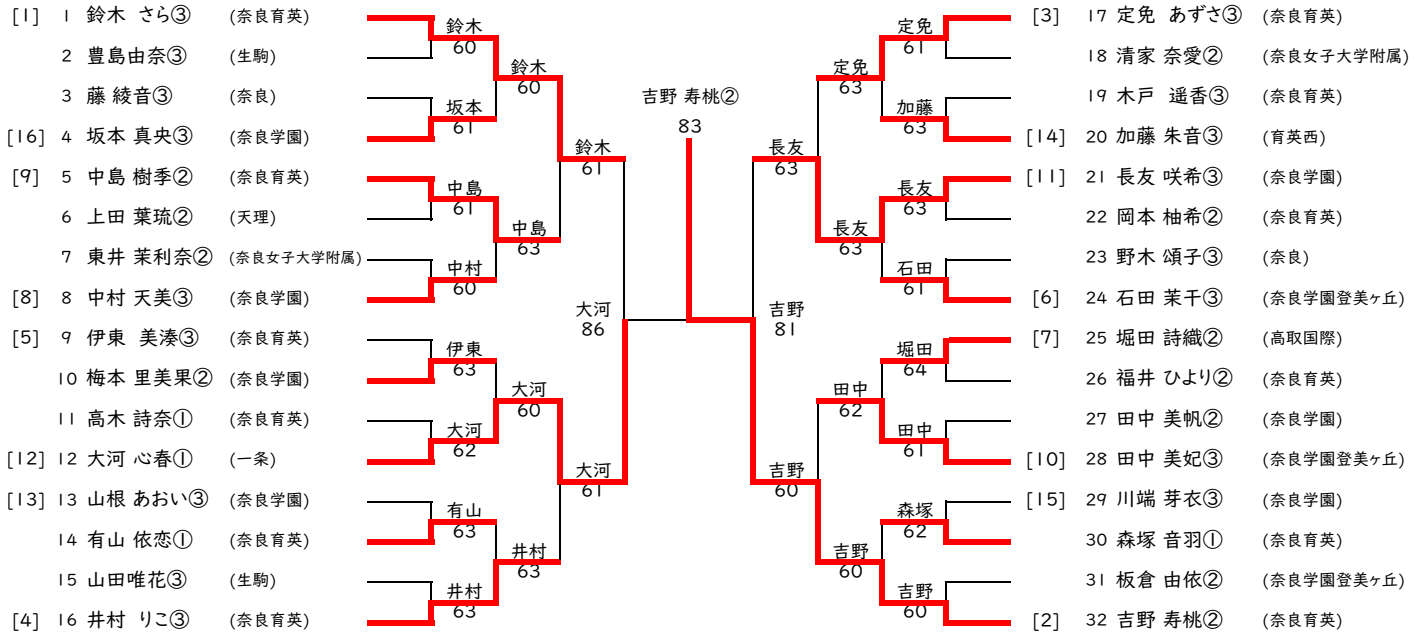 [1] 1 鈴木 さら③ (奈良育英)
2 豊島由奈③ (生駒)
3 藤 綾音③ (奈良)
[16] 4 坂本 真央③ (奈良学園)
[9] 5 中島 樹季② (奈良育英)
6 上田 葉琉② (天理)
7 東井 茉利奈② (奈良女子大学附属)
[8] 8 中村 天美③ (奈良学園)
[5] 9 伊東 美湊③ (奈良育英)
10 梅本 里美果② (奈良学園)
11 高木 詩奈① (奈良育英)
[12] 12 大河 心春① (一条)
[13] 13 山根 あおい③ (奈良学園)
14 有山 依恋① (奈良育英)
15 山田唯花③ (生駒)
[4] 16 井村 りこ③ (奈良育英)
鈴木
60
坂本
61
中島
61
中村
60
伊東
63
大河
62
有山
63
井村
63
鈴木
60
中島
63
大河
60
井村
63
鈴木
61
大河
61
大河
86
吉野 寿桃②
83
吉野
81
長友
63
吉野
60
定免
63
長友
63
田中
62
吉野
60
定免
61
加藤
63
長友
63
石田
61
堀田
64
田中
61
森塚
62
吉野
60
[3] 17 定免 あずさ③ (奈良育英)
18 清家 奈愛② (奈良女子大学附属)
19 木戸 遥香③ (奈良育英)
[14] 20 加藤 朱音③ (育英西)
[11] 21 長友 咲希③ (奈良学園)
22 岡本 柚希② (奈良育英)
23 野木 頌子③ (奈良)
[6] 24 石田 茉千③ (奈良学園登美ヶ丘)
[7] 25 堀田 詩織② (高取国際)
26 福井 ひより② (奈良育英)
27 田中 美帆② (奈良学園)
[10] 28 田中 美妃③ (奈良学園登美ヶ丘)
[15] 29 川端 芽衣③ (奈良学園)
30 森塚 音羽① (奈良育英)
31 板倉 由依② (奈良学園登美ヶ丘)
[2] 32 吉野 寿桃② (奈良育英)